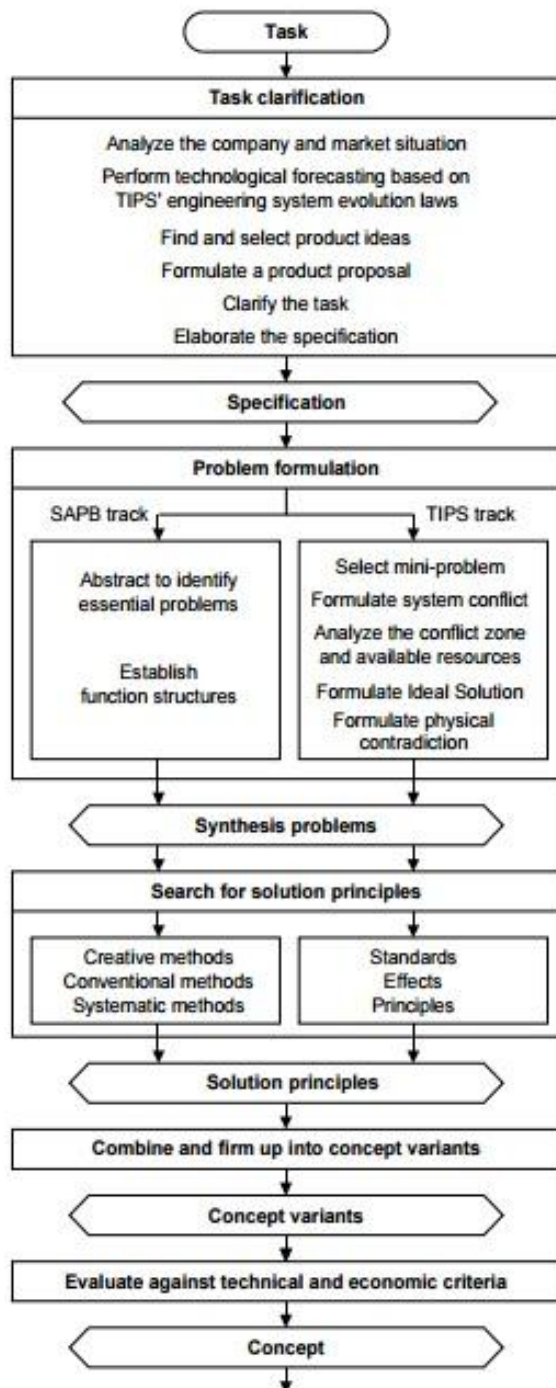 Task
Task clarification
Analyze the company and market situation
Perform technological forecasting based on
TIPS' engineering system evolution laws
Find and select product ideas
Formulate a product proposal
Clarify the task
Elaborate the specification
Specification
Problem formulation
SAPB track
TIPS track
Abstract to identify
essential problems
Establish
function structures
Select mini-problem
Formulate system conflict
Analyze the conflict zone
and available resources
Formulate Ideal Solution
Formulate physical
contradiction
Synthesis problems
Search for solution principles
Creative methods
Conventional methods
Systematic methods
Standards
Effects
Principles
Solution principles
Combine and firm up into concept variants
Concept variants
Evaluate against technical and economic criteria
Concept